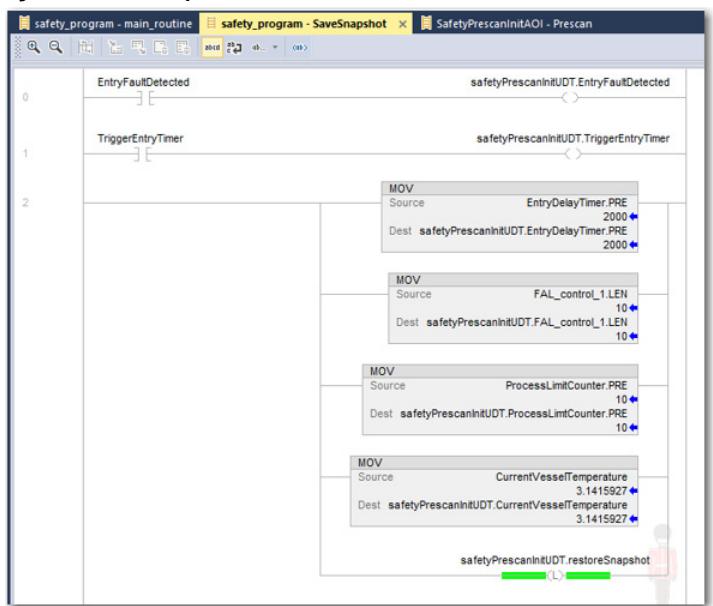 safety_program - main_routine
safety_program - SaveSnapshot
SafetyPrescanInitAOI - Prescan
0
EntryFaultDetected
safetyPrescanInitUDT.EntryFaultDetected
1
TriggerEntryTimer
safetyPrescanInitUDT.TriggerEntryTimer
2
MOV
Source EntryDelayTimer.PRE
2000
Dest safetyPrescanInitUDT.EntryDelayTimer.PRE
2000
MOV
Source FAL_control_1.LEN
10
Dest safetyPrescanInitUDT.FAL_control_1.LEN
10
MOV
Source ProcessLimitCounter.PRE
10
Dest safetyPrescanInitUDT.ProcessLimtCounter.PRE
10
MOV
Source CurrentVesselTemperature
3.1415927
Dest safetyPrescanInitUDT.CurrentVesselTemperature
3.1415927
safetyPrescanInitUDT.restoreSnapshot
L